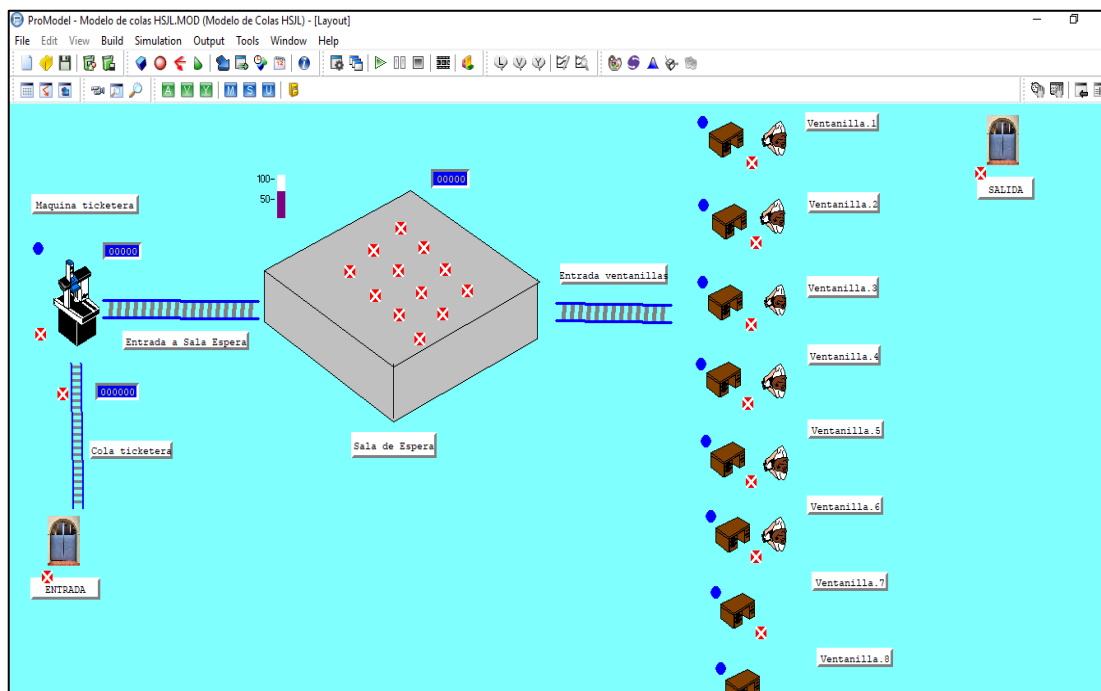 ProModel - Modelo de colas HSJL.MOD (Modelo de Colas HSJL) - [Layout]
File Edit View Build Simulation Output Tools Window Help
Ventanilla.1
SALIDA
100-
50-
00000
Maquina ticketera
Ventanilla.2
00000
Entrada ventanillas
Ventanilla.3
Entrada a Sala Espera
Ventanilla.4
000000
Cola ticketera
Sala de Espera
Ventanilla.5
Ventanilla.6
ENTRADA
Ventanilla.7
Ventanilla.8